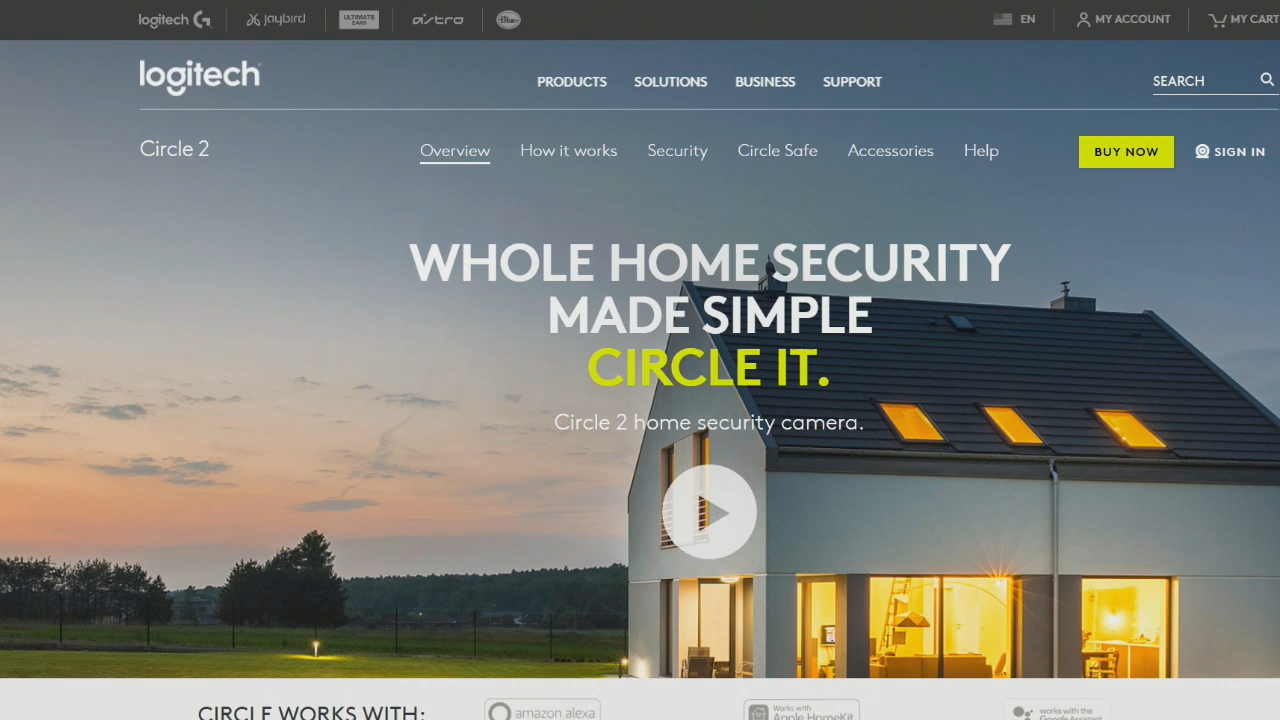 logitech G
Jaybird
ULTIMATE EARS
ASTRO
Blue
EN
MY ACCOUNT
MY CART
logitech
PRODUCTS
SOLUTIONS
BUSINESS
SUPPORT
SEARCH
Circle 2
Overview
How it works
Security
Circle Safe
Accessories
Help
BUY NOW
SIGN IN
WHOLE HOME SECURITY
MADE SIMPLE
CIRCLE IT.
Circle 2 home security camera.
CIRCLE WORKS WITH:
amazon alexa
Works with
Apple HomeKit
works with the
Google Assistant